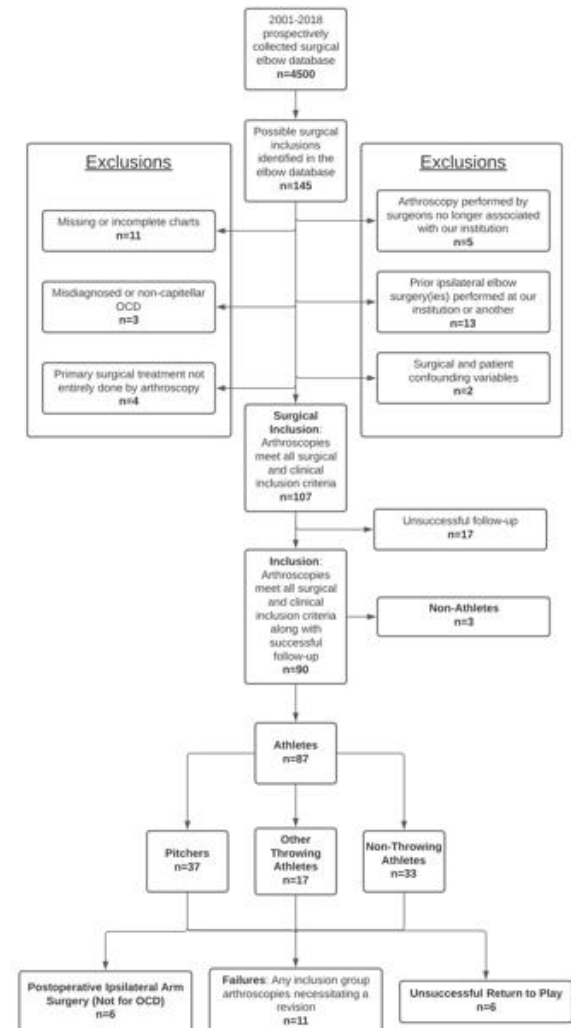 2001-2018
prospectively
collected surgical
elbow database
n=4500
Possible surgical
inclusions
identified in the
elbow database
n=145
Exclusions
Missing or incomplete charts
n=11
Misdiagnosed or non-capitellar
OCD
n=3
Primary surgical treatment not
entirely done by arthroscopy
n=4
Exclusions
Arthroscopy performed by
surgeons no longer associated
with our institution
n=5
Prior ipsilateral elbow
surgery(ies) performed at our
institution or another
n=13
Surgical and patient
confounding variables
n=2
Surgical
Inclusion:
Arthroscopies
meet all surgical
and clinical
inclusion criteria
n=107
Unsuccessful follow-up
n=17
Inclusion:
Arthroscopies
meet all surgical
and clinical
inclusion criteria
along with
successful
follow-up
n=90
Non-Athletes
n=3
Athletes
n=87
Pitchers
n=37
Other
Throwing
Athletes
n=17
Non-Throwing
Athletes
n=33
Postoperative Ipsilateral Arm
Surgery (Not for OCD)
n=6
Failures: Any inclusion group
arthroscopies necessitating a
revision
n=11
Unsuccessful Return to Play
n=6